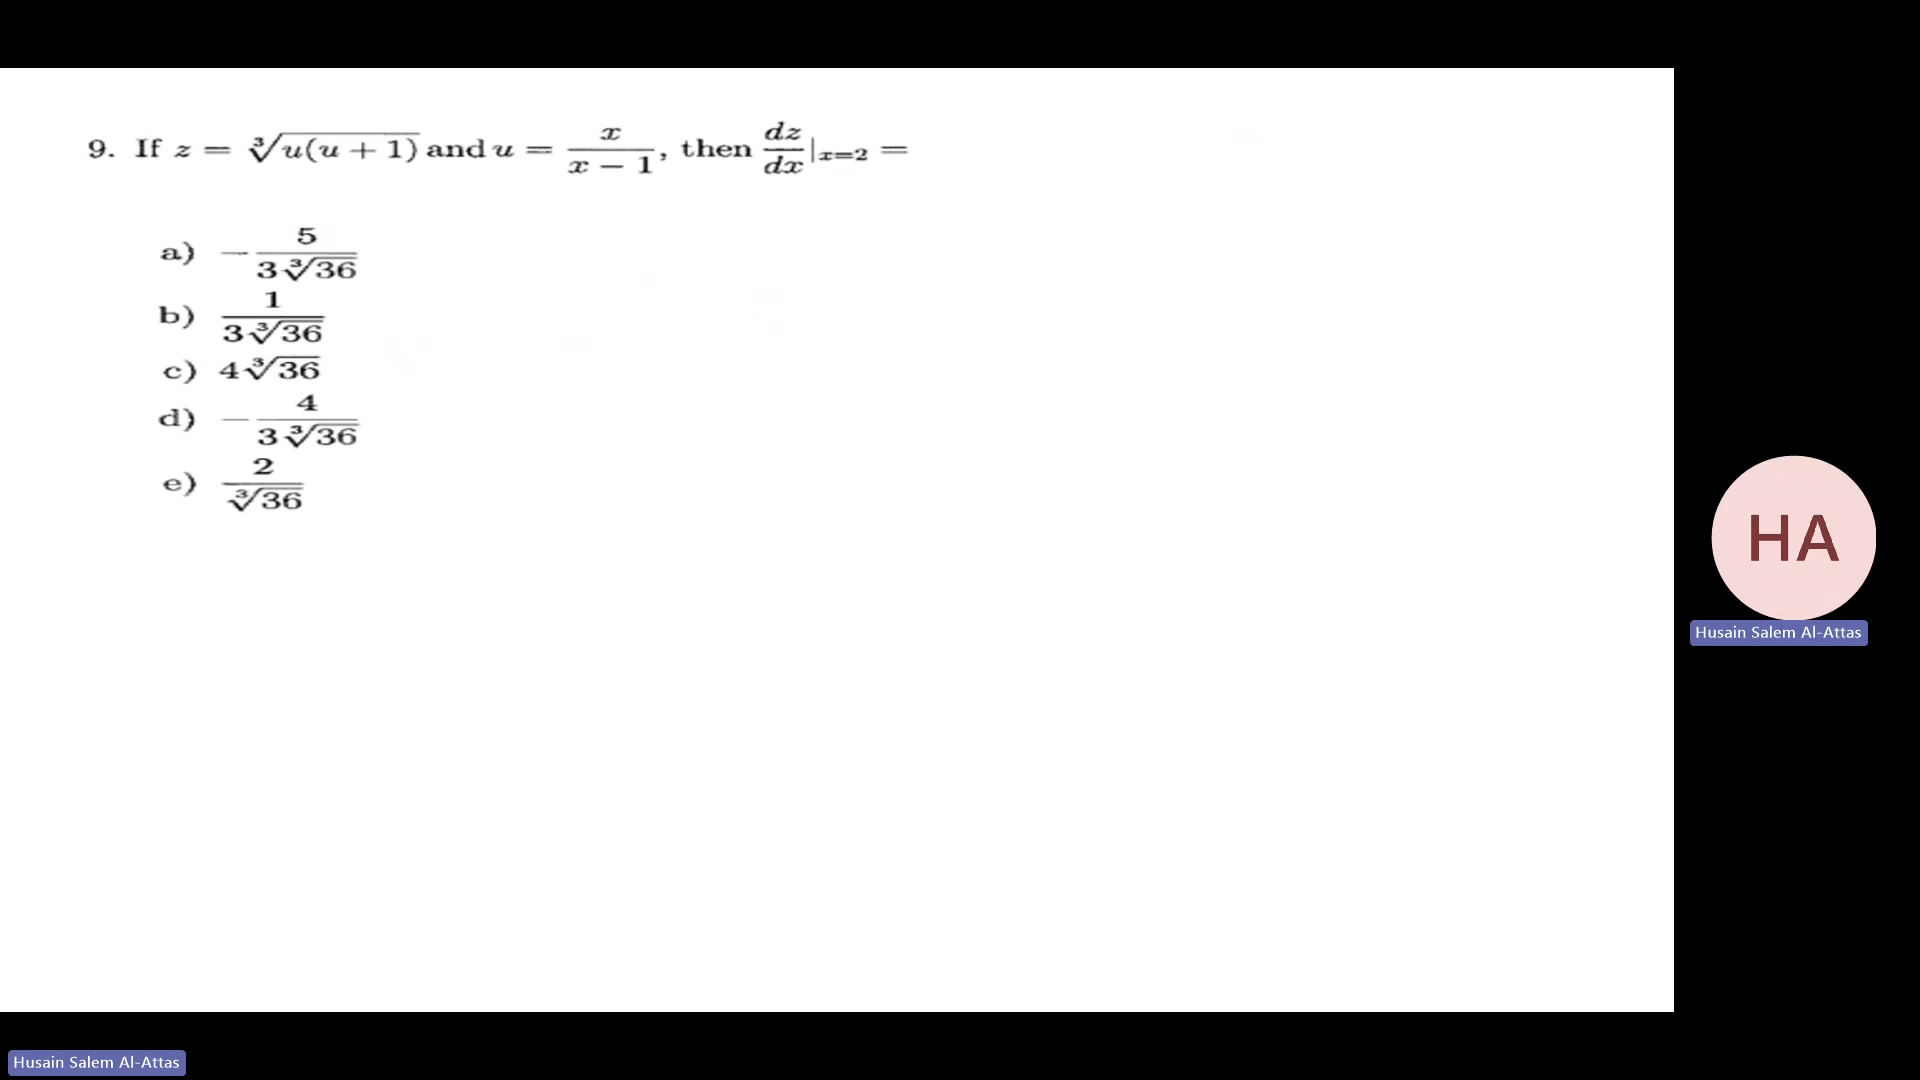 9. If z = ∛(u(u + 1)) and u = x/(x − 1), then dz/dx|x=2 =
a) − 5/(3∛36)
b) 1/(3∛36)
c) 4∛36
d) − 4/(3∛36)
e) 2/∛36
HA
Husain Salem Al-Attas
Husain Salem Al-Attas